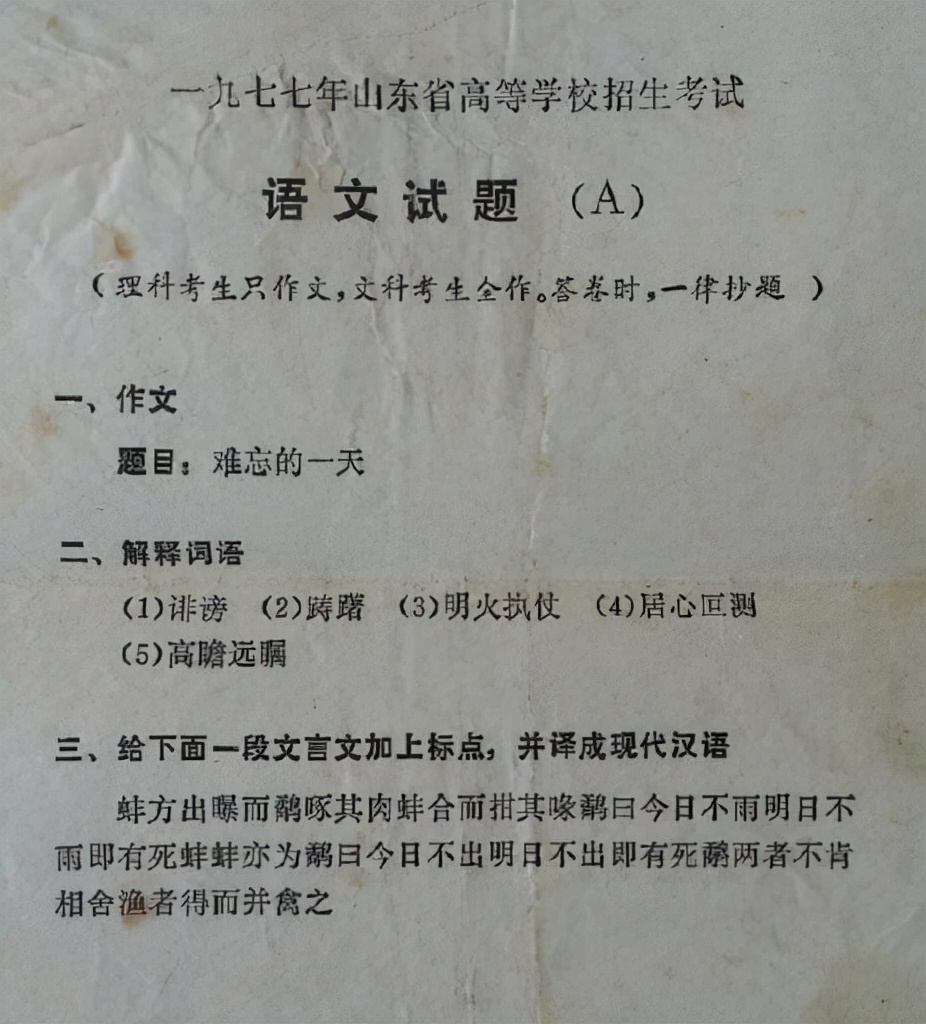 一九七七年山东省高等学校招生考试
语文试题 (A)
(理科考生只作文,文科考生全作。答卷时,一律抄题 )
一、作文
题目:难忘的一天
二、解释词语
(1)诽谤 (2)踌躇 (3)明火执仗 (4)居心叵测
(5)高瞻远瞩
三、给下面一段文言文加上标点,并译成现代汉语
蚌方出曝而鹬啄其肉蚌合而拑其喙鹬曰今日不雨明日不
雨即有死蚌蚌亦为鹬曰今日不出明日不出即有死鹬两者不肯
相舍渔者得而并禽之